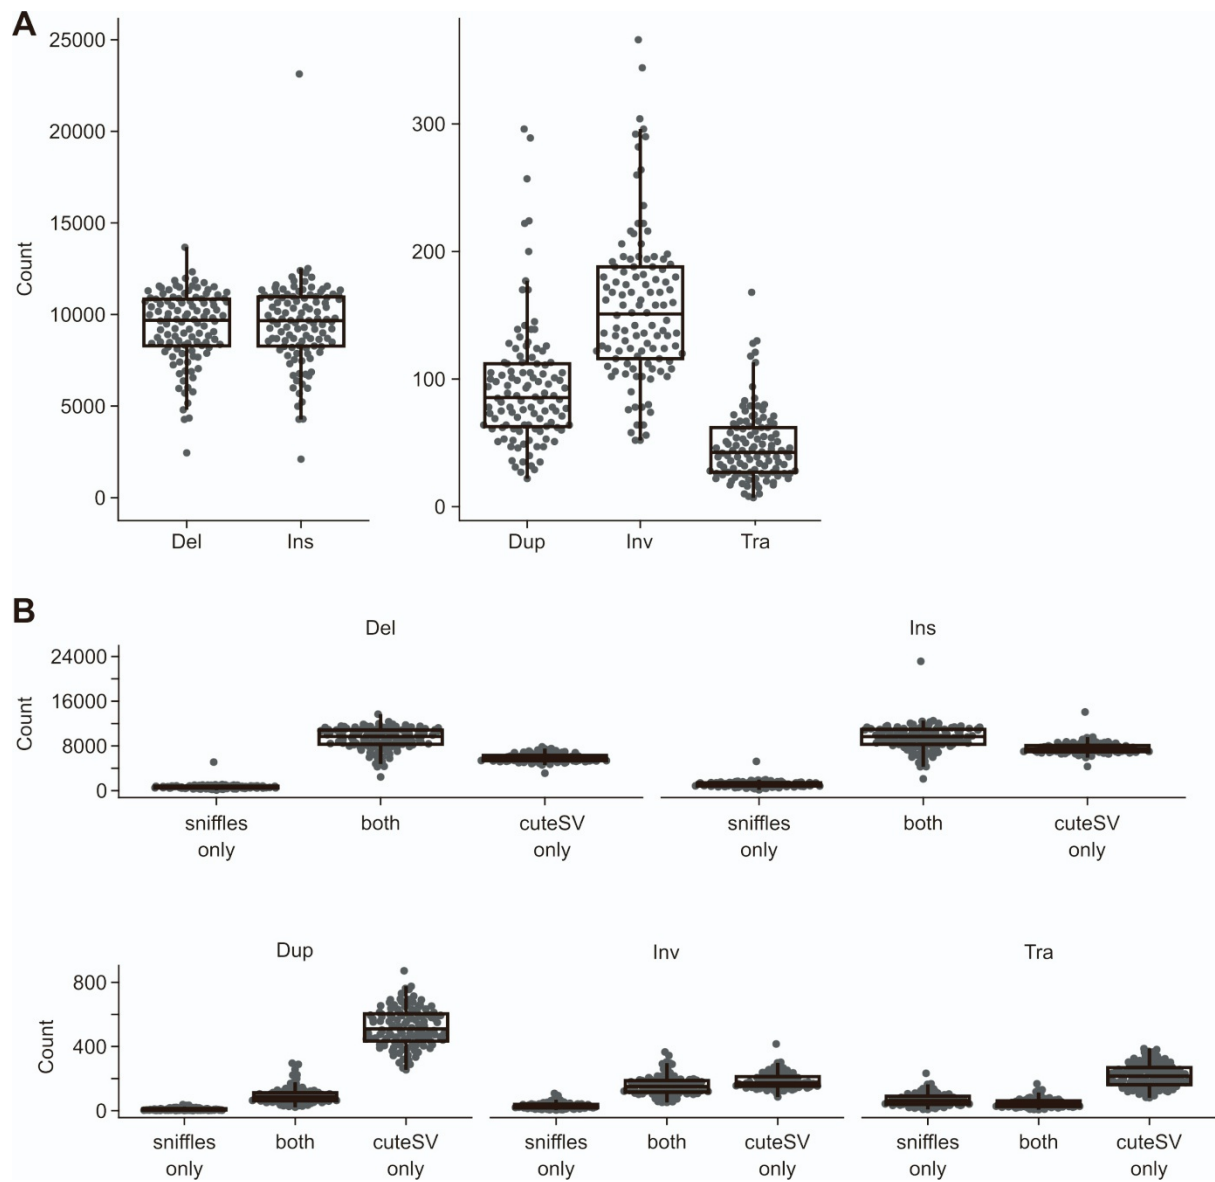 A
Count
25000
20000
15000
10000
5000
0
Del Ins
300
200
100
0
Dup Inv Tra
B
Del Ins
Count
24000
16000
8000
0
sniffles only both cuteSV only
sniffles only both cuteSV only
Dup Inv Tra
Count
800
400
0
sniffles only both cuteSV only
sniffles only both cuteSV only
sniffles only both cuteSV only